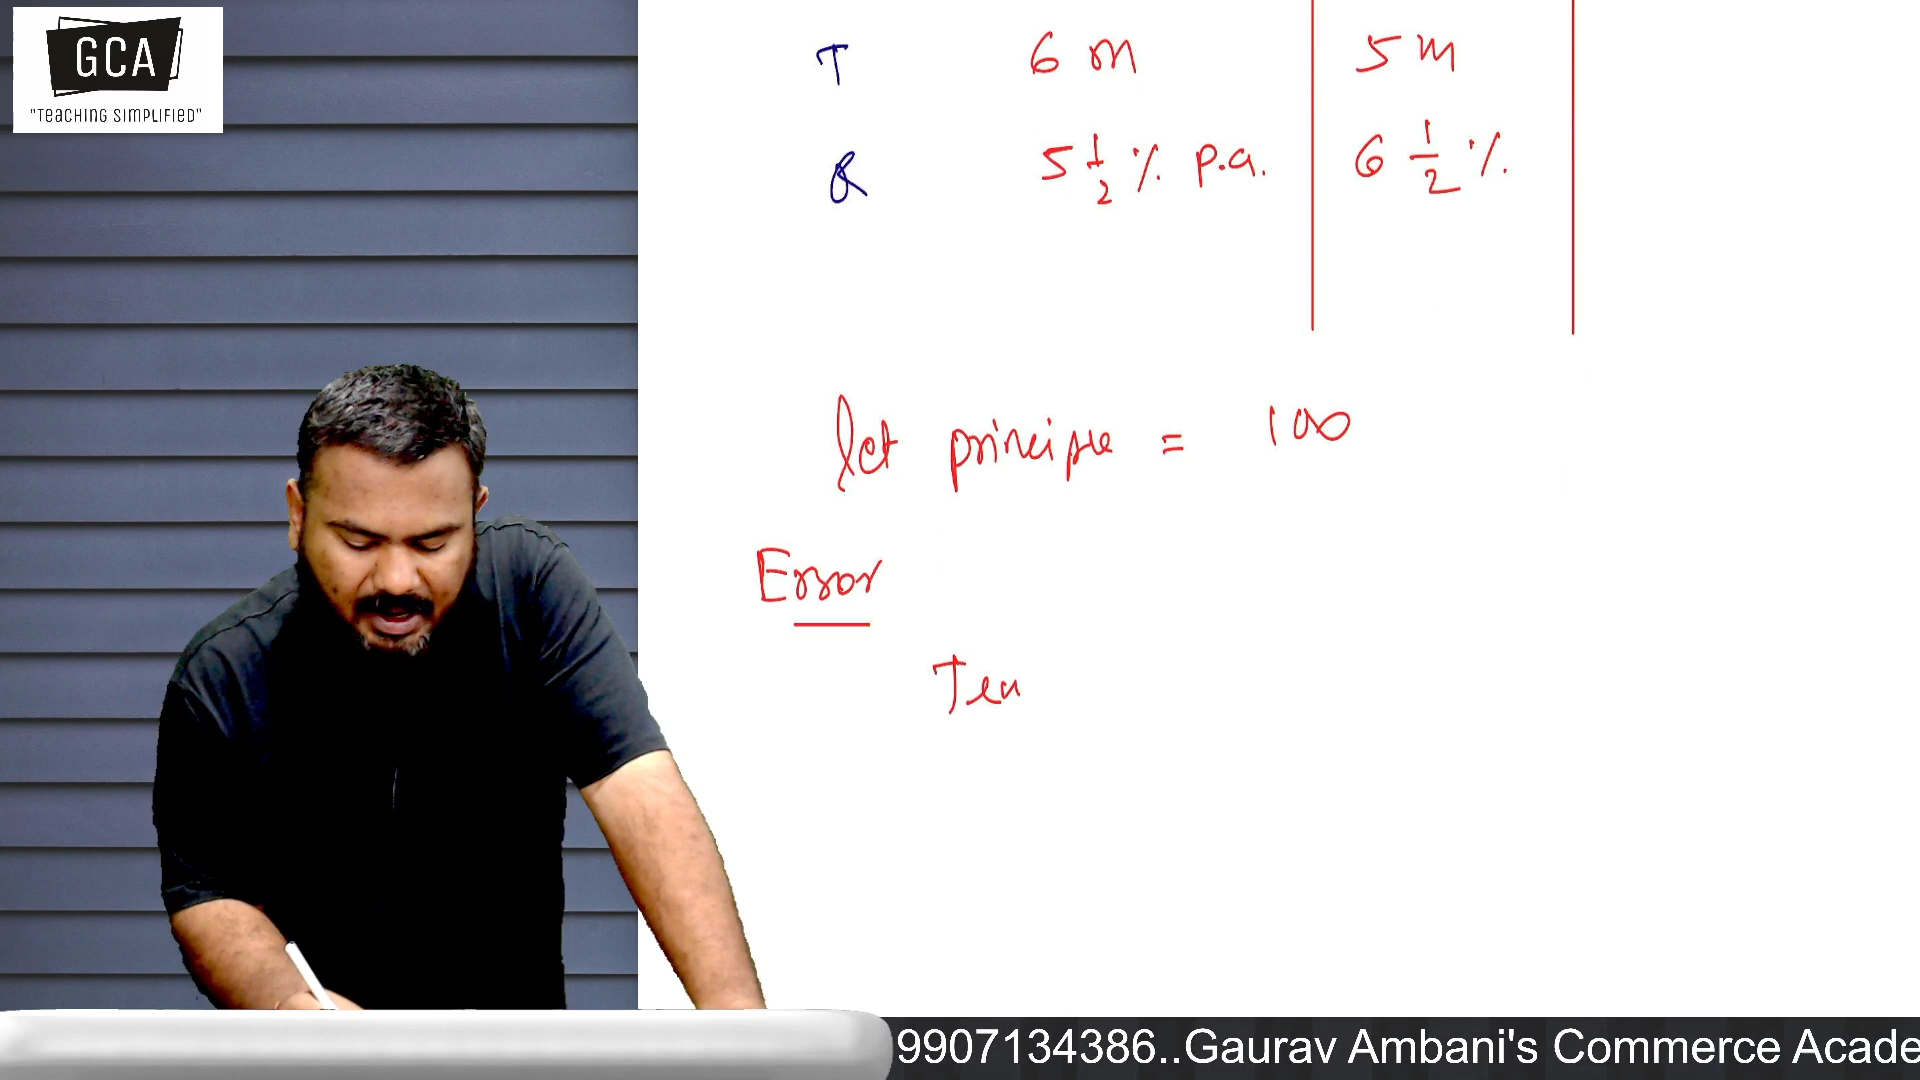 GCA
"TEACHING SIMPLIFIED"
T 6 m 5 m
R 5 1/2 % p.a. 6 1/2 %
let principle = 100
Error
Ten
9907134386..Gaurav Ambani's Commerce Acade